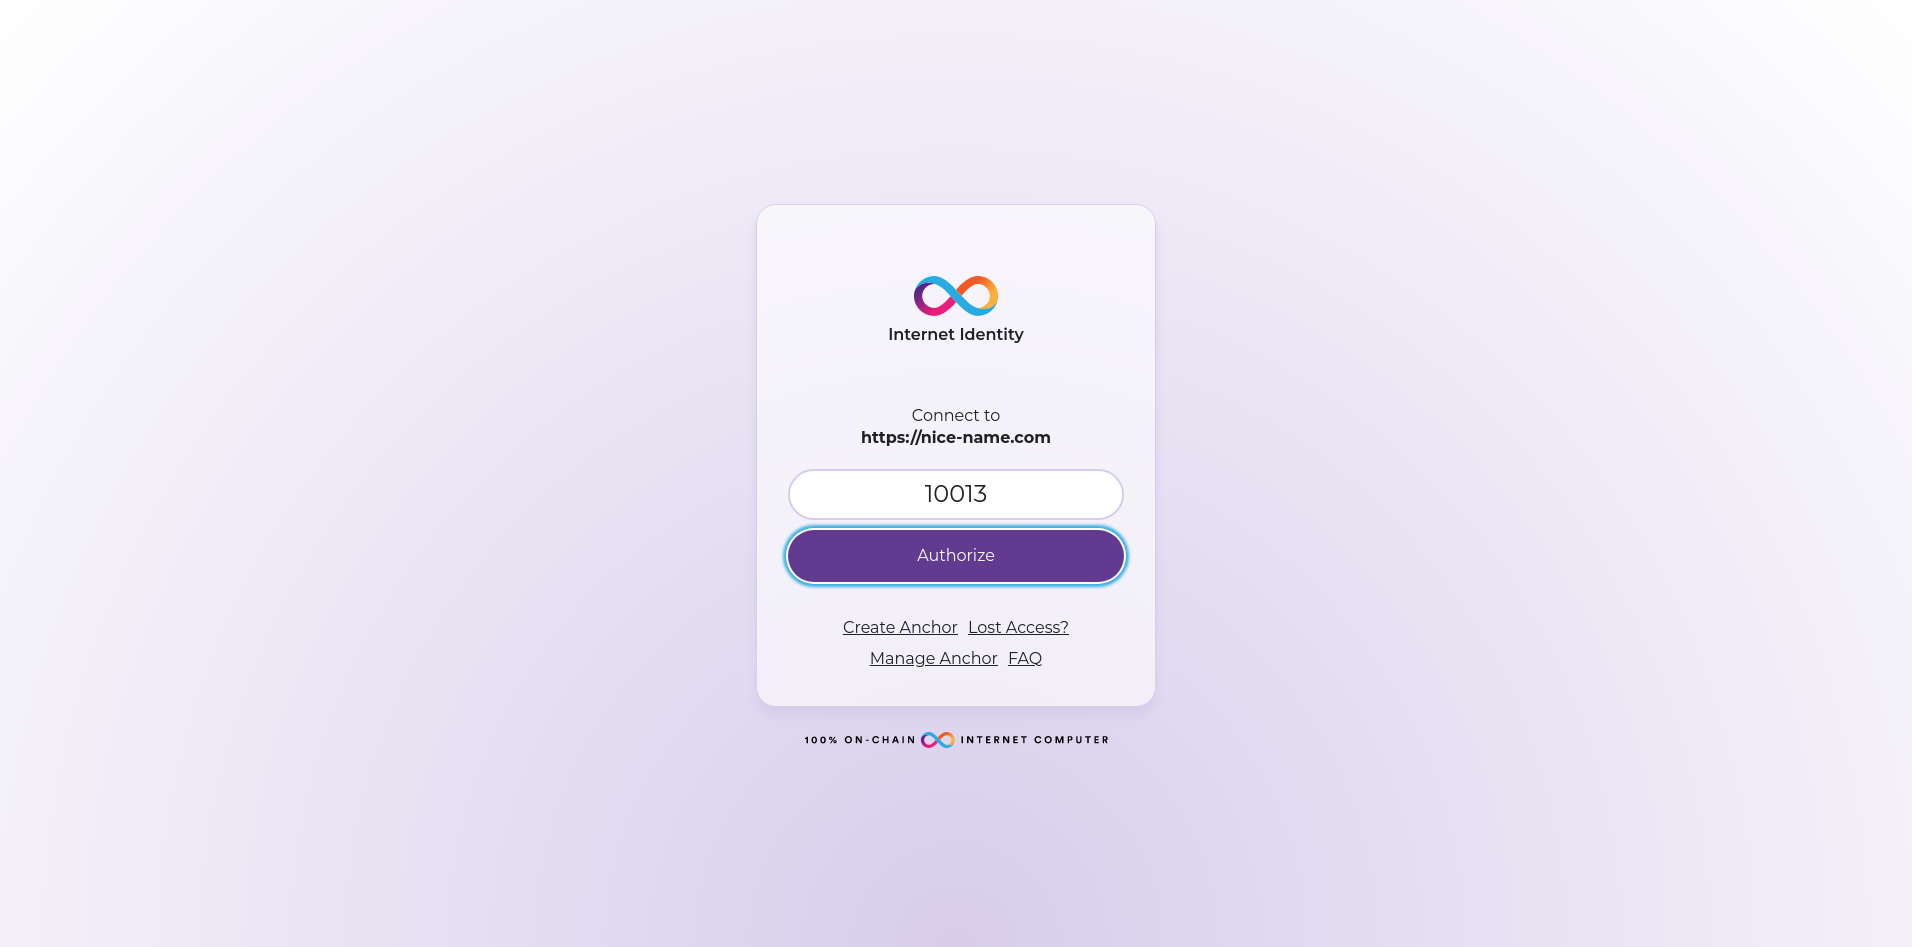 Internet Identity
Connect to
https://nice-name.com
10013
Authorize
Create Anchor Lost Access?
Manage Anchor FAQ
100% ON-CHAIN INTERNET COMPUTER